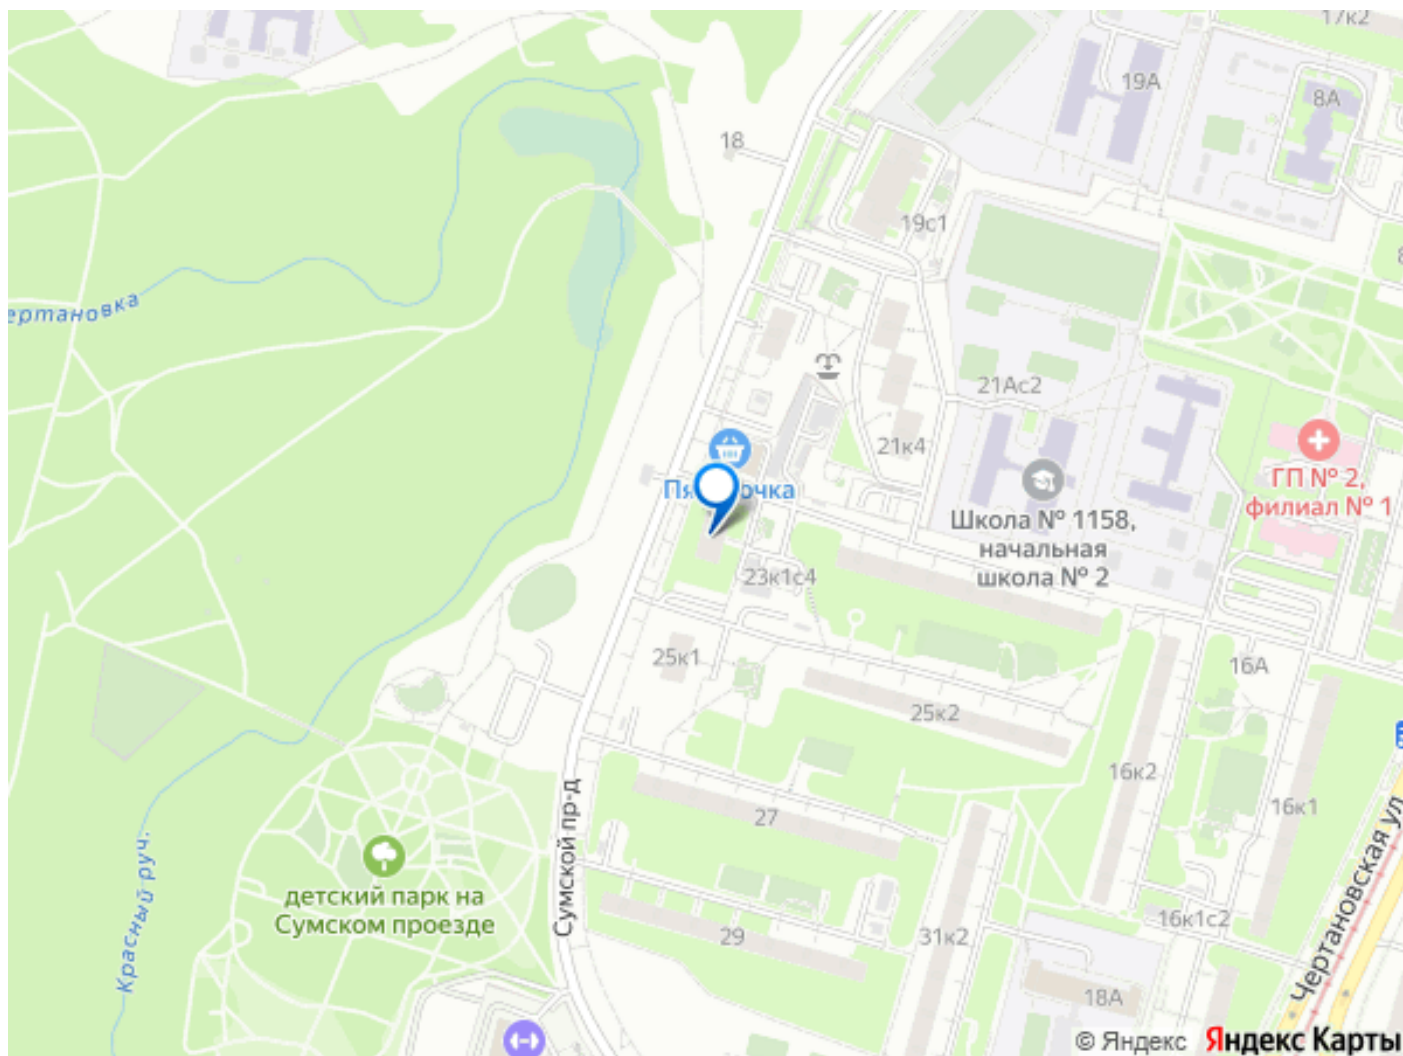 17к2
19А
8А
18
19с1
ертановка
21Ас2
21к4
ГП № 2,
филиал № 1
Школа № 1158,
начальная
школа № 2
23к1с4
25к1
16А
25к2
16к2
16к1
27
Сумской пр-д
Чертановская ул
Красный руч.
детский парк на
Сумском проезде
16к1с2
29
31к2
18А
© Яндекс Яндекс Карты